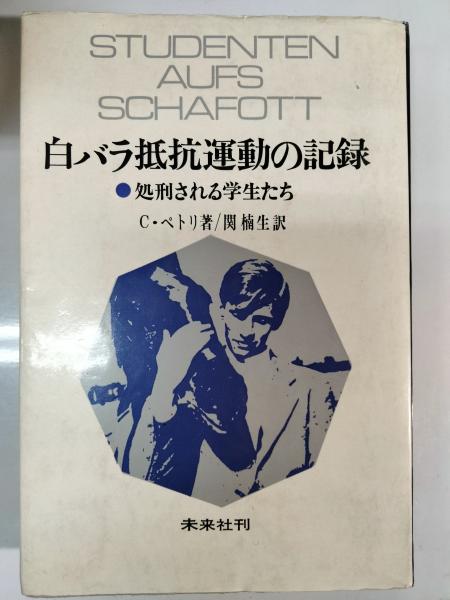 STUDENTEN
AUFS
SCHAFOTT
白バラ抵抗運動の記録
●処刑される学生たち
C・ペトリ著/関楠生訳
未来社刊